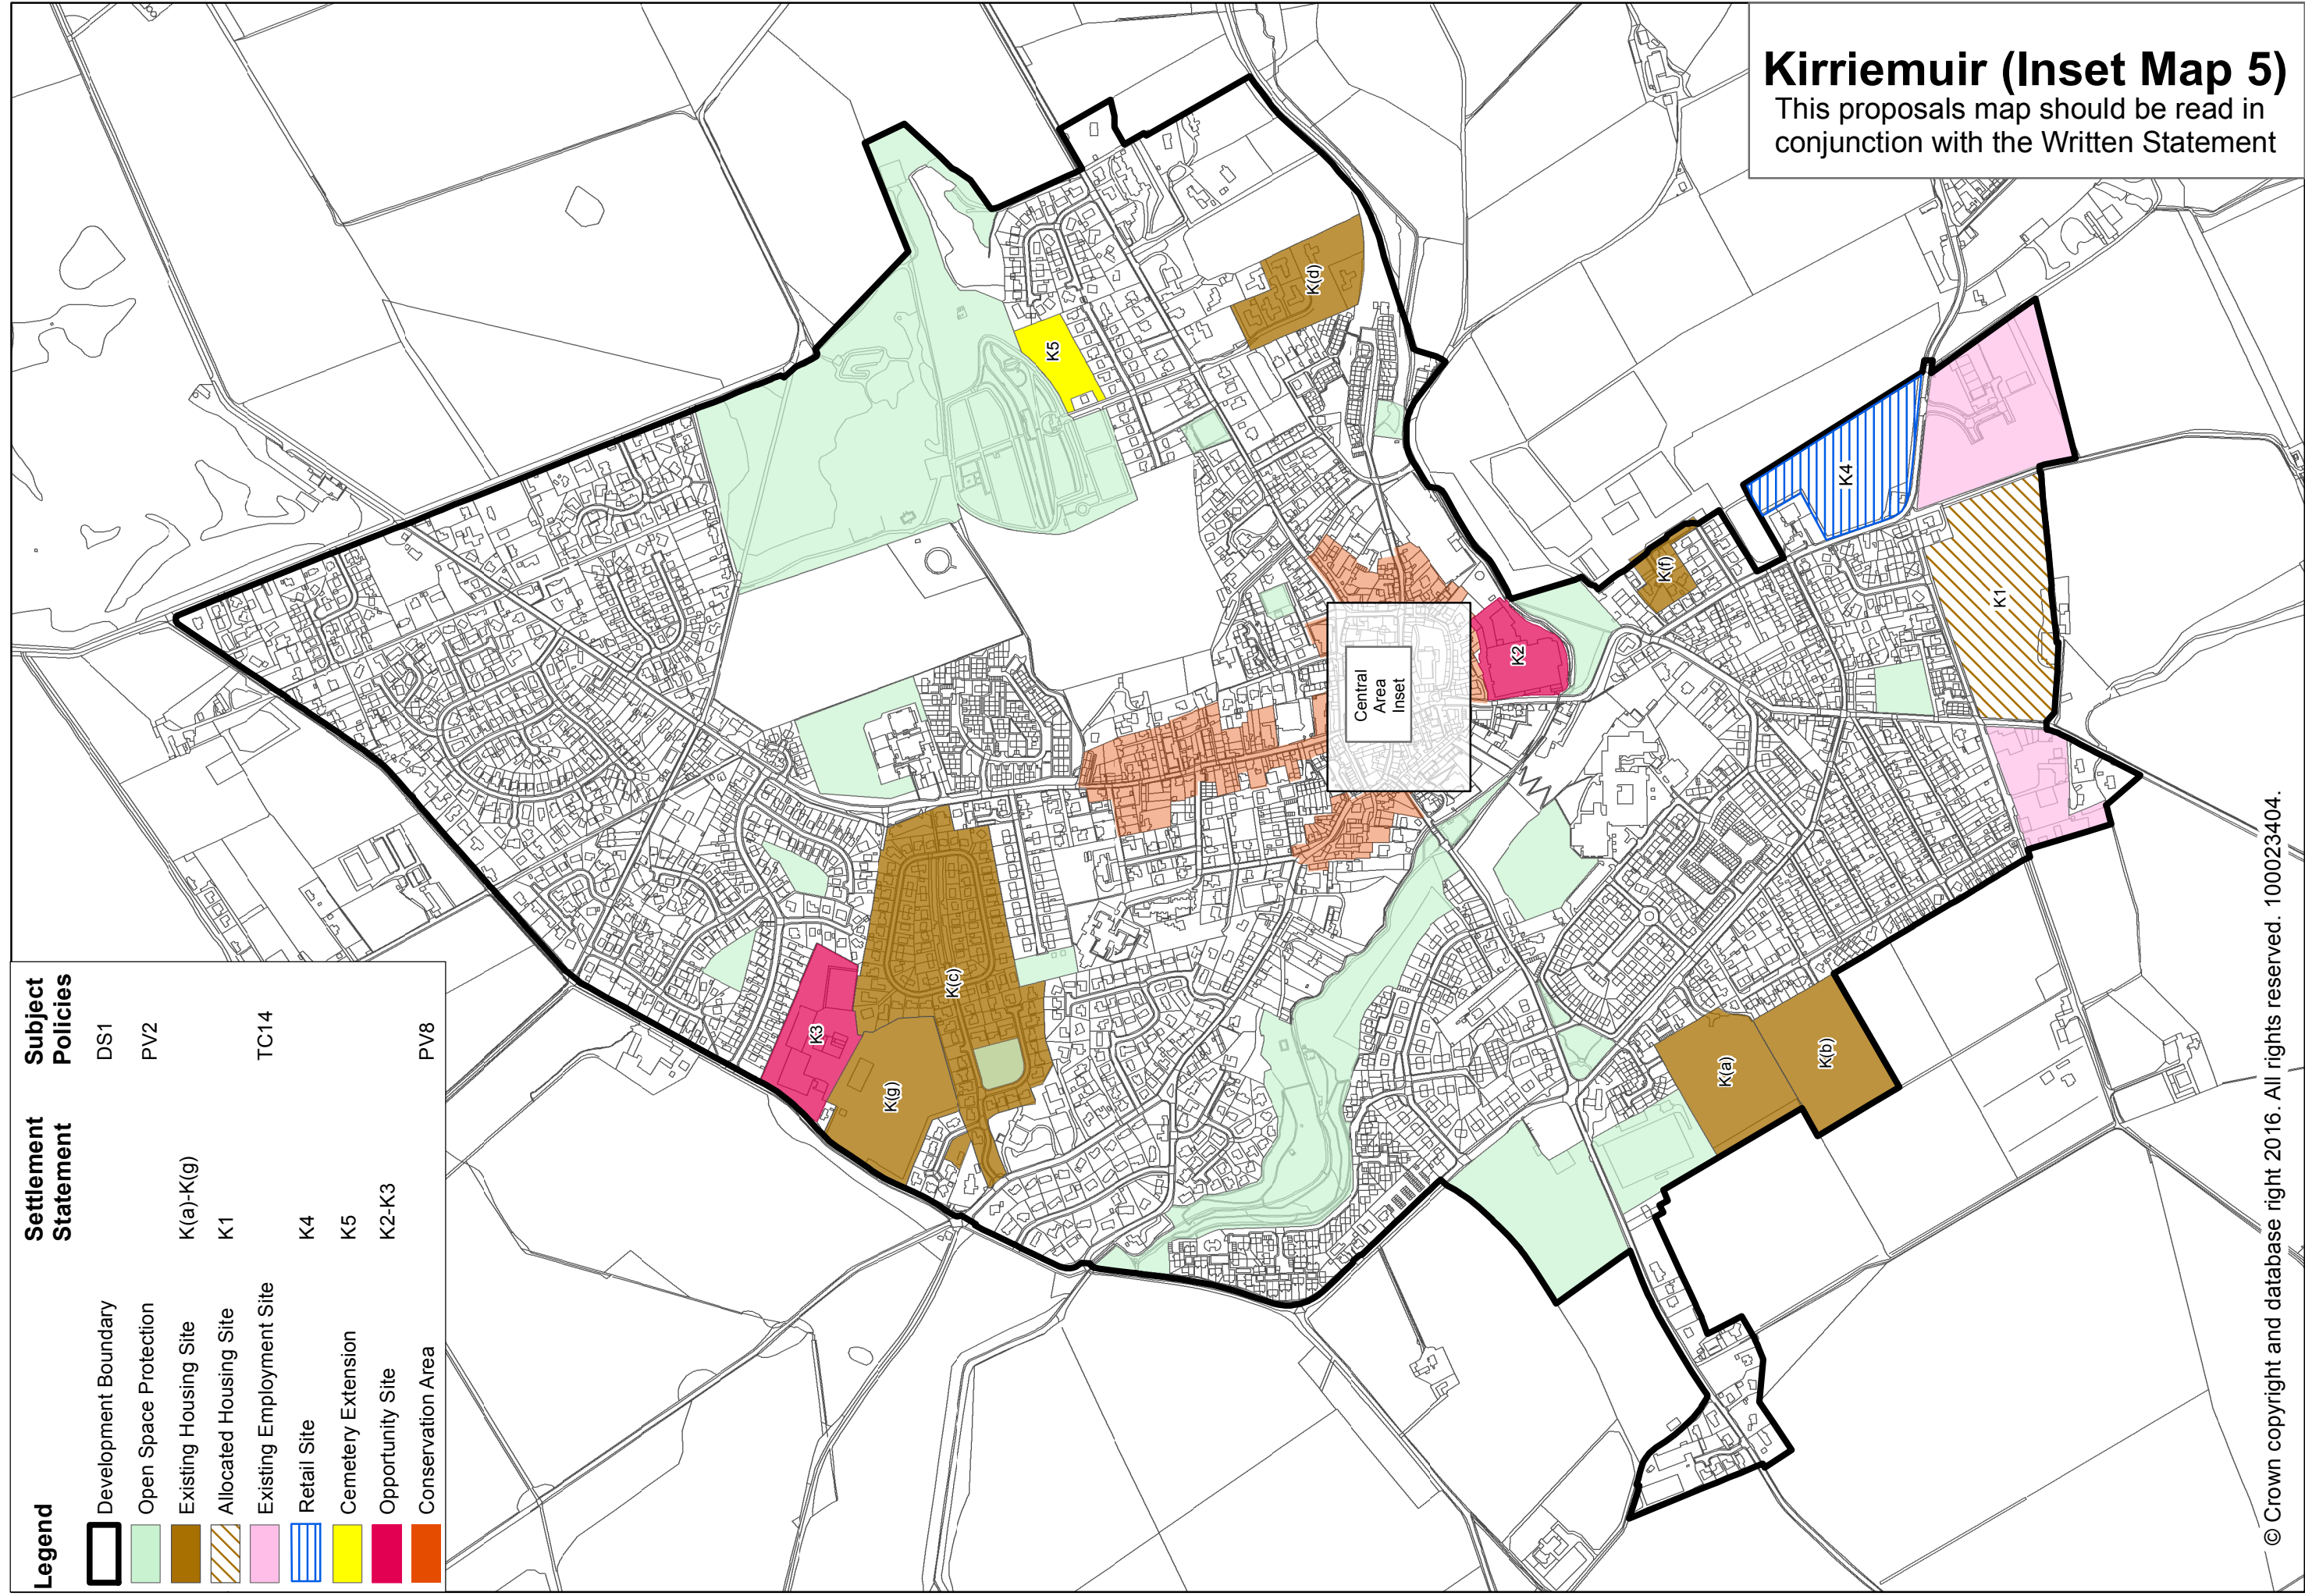 Kirriemuir (Inset Map 5)
This proposals map should be read in
conjunction with the Written Statement
Legend
Settlement
Statement
Subject
Policies
Development Boundary DS1
Open Space Protection PV2
Existing Housing Site K(a)-K(g)
Allocated Housing Site K1
Existing Employment Site TC14
Retail Site K4
Cemetery Extension K5
Opportunity Site K2-K3
Conservation Area PV8
K5
K(d)
K4
K(f)
K1
K2
Central
Area
Inset
K(c)
K3
K(g)
K(a)
K(b)
© Crown copyright and database right 2016. All rights reserved. 100023404.